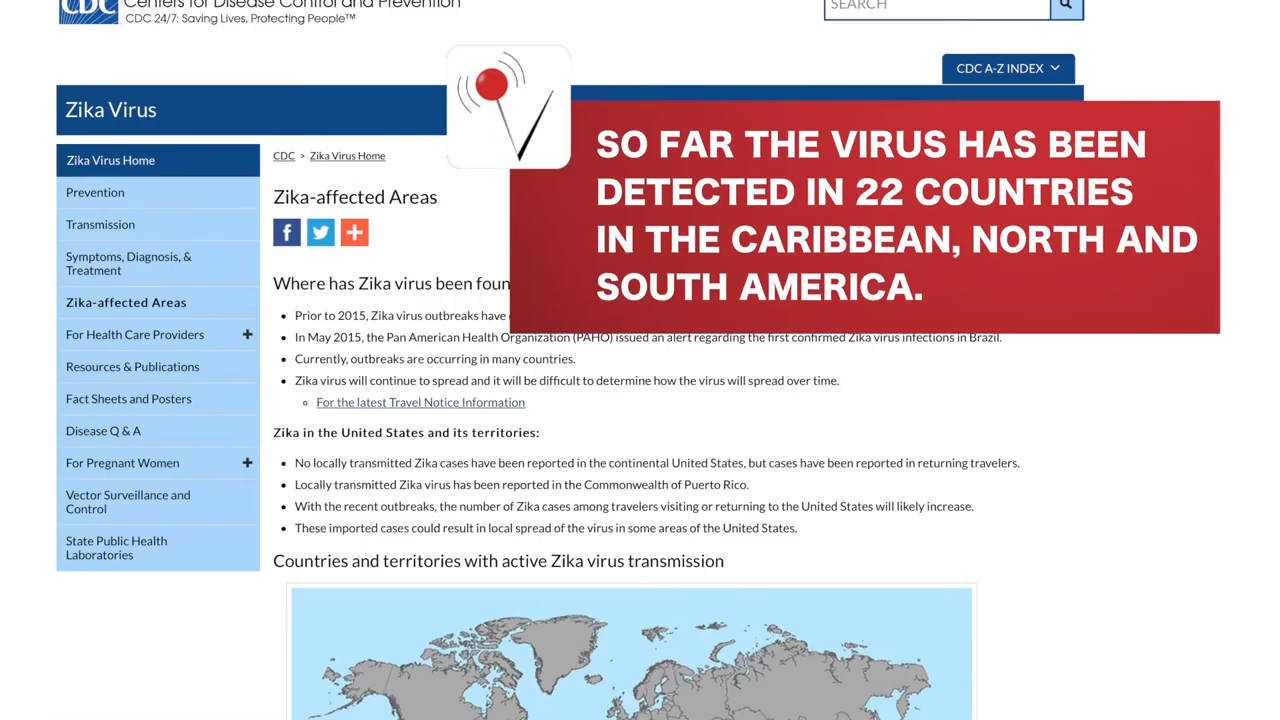 CDC Centers for Disease Control and Prevention
CDC 24/7: Saving Lives, Protecting People™
SEARCH
CDC A-Z INDEX
Zika Virus
SO FAR THE VIRUS HAS BEEN
DETECTED IN 22 COUNTRIES
IN THE CARIBBEAN, NORTH AND
SOUTH AMERICA.
Zika Virus Home
Prevention
Transmission
Symptoms, Diagnosis, &
Treatment
Zika-affected Areas
For Health Care Providers
Resources & Publications
Fact Sheets and Posters
Disease Q & A
For Pregnant Women
Vector Surveillance and
Control
State Public Health
Laboratories
CDC > Zika Virus Home
Zika-affected Areas
Where has Zika virus been
Prior to 2015, Zika virus outbreaks have
In May 2015, the Pan American Health Organization (PAHO) issued an alert regarding the first confirmed Zika virus infections in Brazil.
Currently, outbreaks are occurring in many countries.
Zika virus will continue to spread and it will be difficult to determine how the virus will spread over time.
For the latest Travel Notice Information
Zika in the United States and its territories:
No locally transmitted Zika cases have been reported in the continental United States, but cases have been reported in returning travelers.
Locally transmitted Zika virus has been reported in the Commonwealth of Puerto Rico.
With the recent outbreaks, the number of Zika cases among travelers visiting or returning to the United States will likely increase.
These imported cases could result in local spread of the virus in some areas of the United States.
Countries and territories with active Zika virus transmission